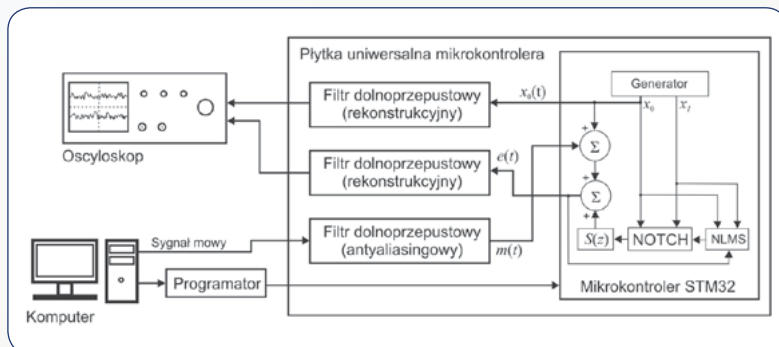 Płytka uniwersalna mikrokontrolera
Generator
x₀
x₁
Filtr dolnoprzepustowy
(rekonstrukcyjny)
x₀(t)
Oscyloskop
+
Σ
Filtr dolnoprzepustowy
(rekonstrukcyjny)
e(t)
+
Σ
+
Sygnał mowy
Filtr dolnoprzepustowy
(antyaliasingowy)
m(t)
S(z)
NOTCH
NLMS
Programator
Mikrokontroler STM32
Komputer